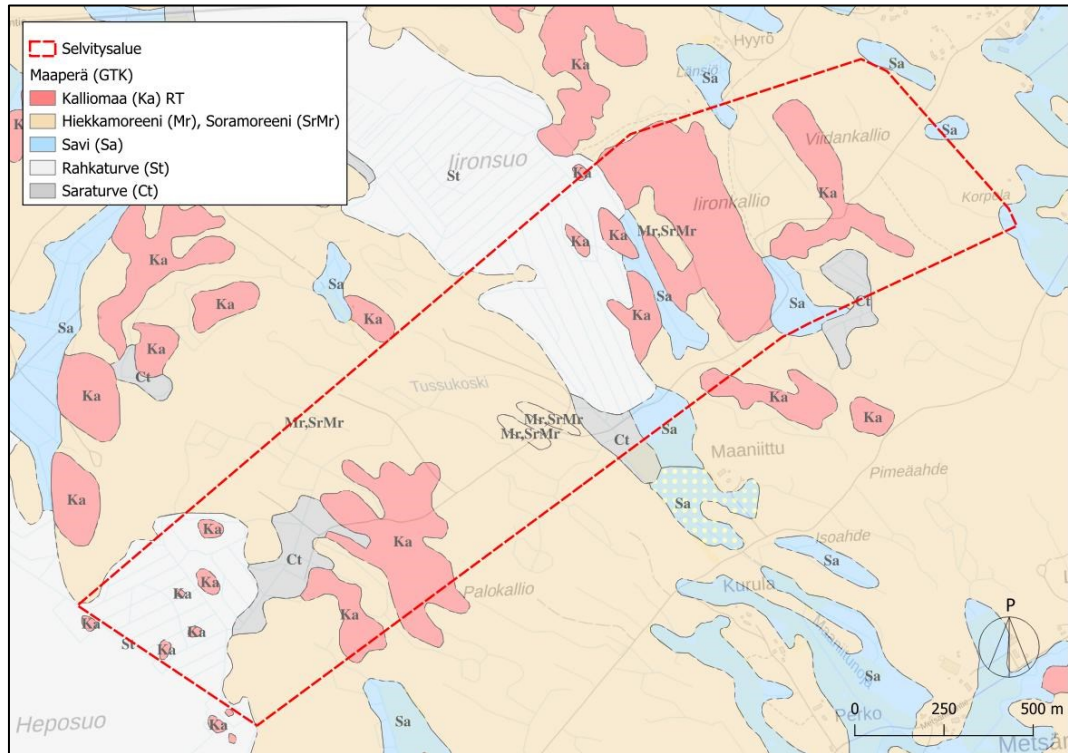 Selvitysalue
Maaperä (GTK)
Kalliomaa (Ka) RT
Hiekkamoreeni (Mr), Soramoreeni (SrMr)
Savi (Sa)
Rahkaturve (St)
Saraturve (Ct)
Hyyrö
Ka
Länsiö
Sa
Sa
K
Iironsuo
St
Ka
Sa
Viidankallio
Ka
Korpela
Iironkallio
Mr,SrMr
Ka
Ka
Ka
Sa
Ka
Sa
Ka
Sa
Sa
Ct
Ka
Ka
Ka
Ct
Ka
Tussukoski
Ka
Ka
Mr,SrMr
Mr,SrMr
Mr,SrMr
Ct
Sa
Maaniittu
Pimeäahde
Ka
Sa
Ka
Ka
Ct
Isoahde
Sa
Ka
Ka
Palokallio
Kurula
Ka
Ka
Ka
St
Ka
Maaniitunoja
Sa
P
Heposuo
Ka
Sa
Perko
0 250 500 m
Metsär